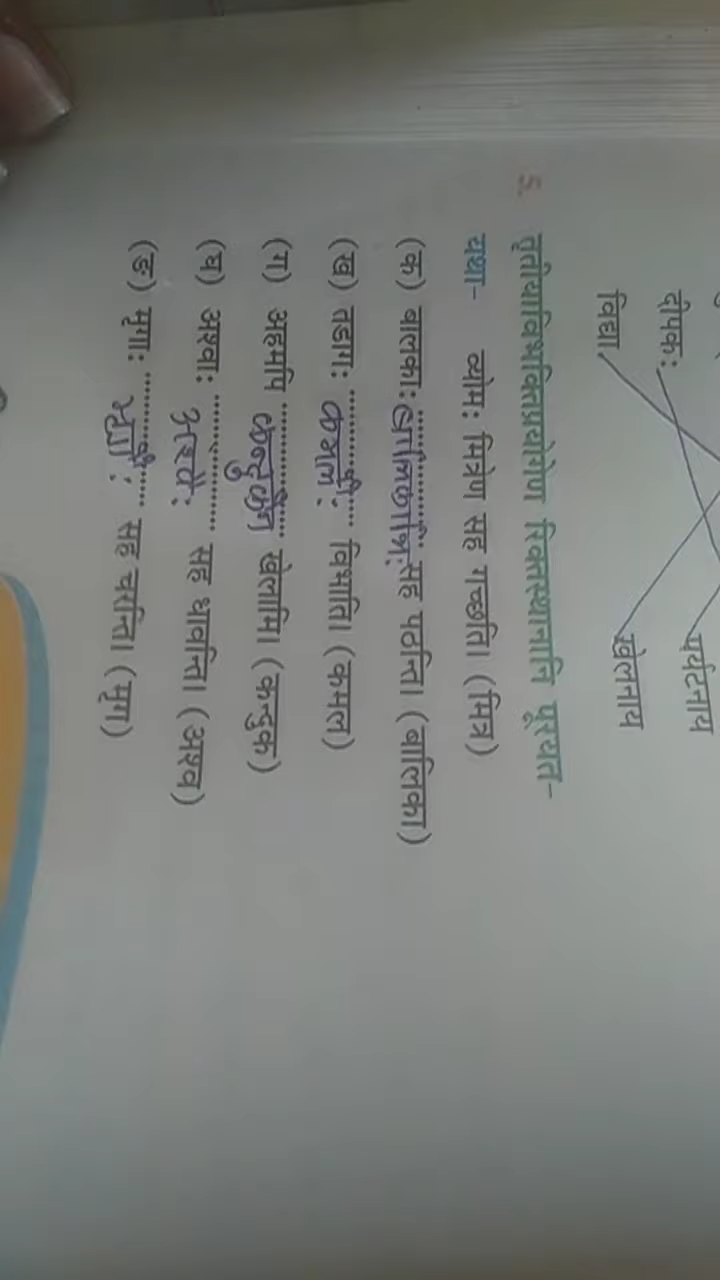 दीपकः पर्यटनाय
विद्या खेलनाय
5. तृतीयाविभक्तिप्रयोगेण रिक्तस्थानानि पूरयत–
यथा– व्योमः मित्रेण सह गच्छति। (मित्र)
(क) बालकाः बालिकाभिः सह पठन्ति। (बालिका)
(ख) तडागः कमलैः विभाति। (कमल)
(ग) अहमपि कन्दुकेन खेलामि। (कन्दुक)
(घ) अश्वाः अश्वैः सह धावन्ति। (अश्व)
(ङ) मृगाः मृगैः सह चरन्ति। (मृग)